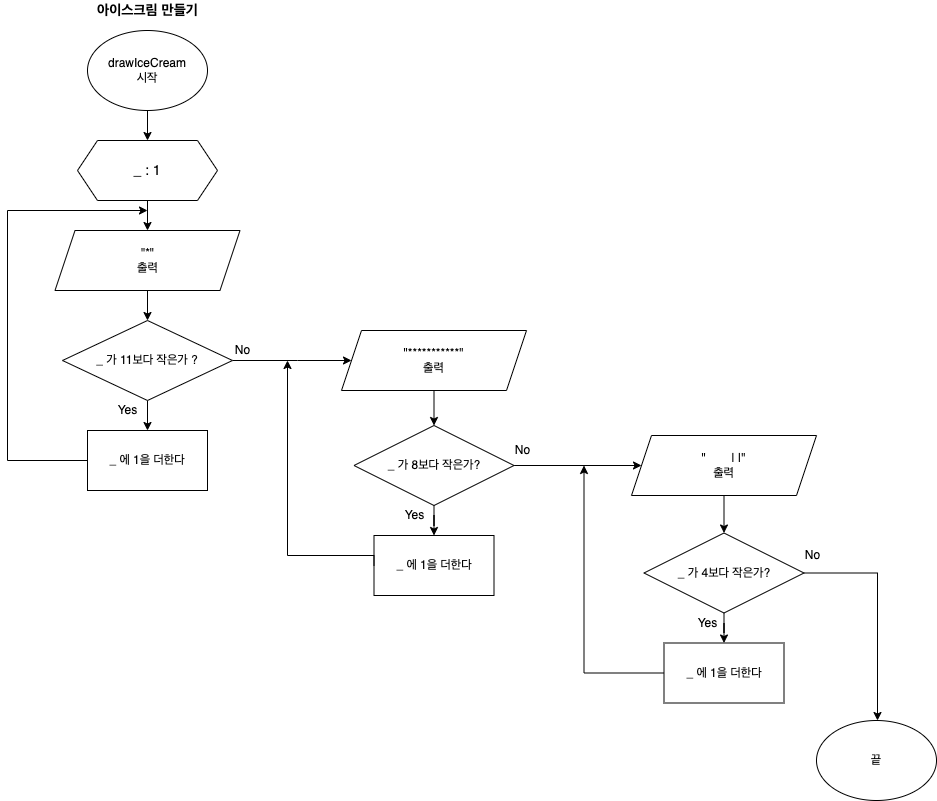 아이스크림 만들기
drawIceCream
시작
_ : 1
"*"
출력
_ 가 11보다 작은가 ?
No
Yes
_ 에 1을 더한다
"***********"
출력
_ 가 8보다 작은가?
No
Yes
_ 에 1을 더한다
"        | |"
출력
_ 가 4보다 작은가?
No
Yes
_ 에 1을 더한다
끝